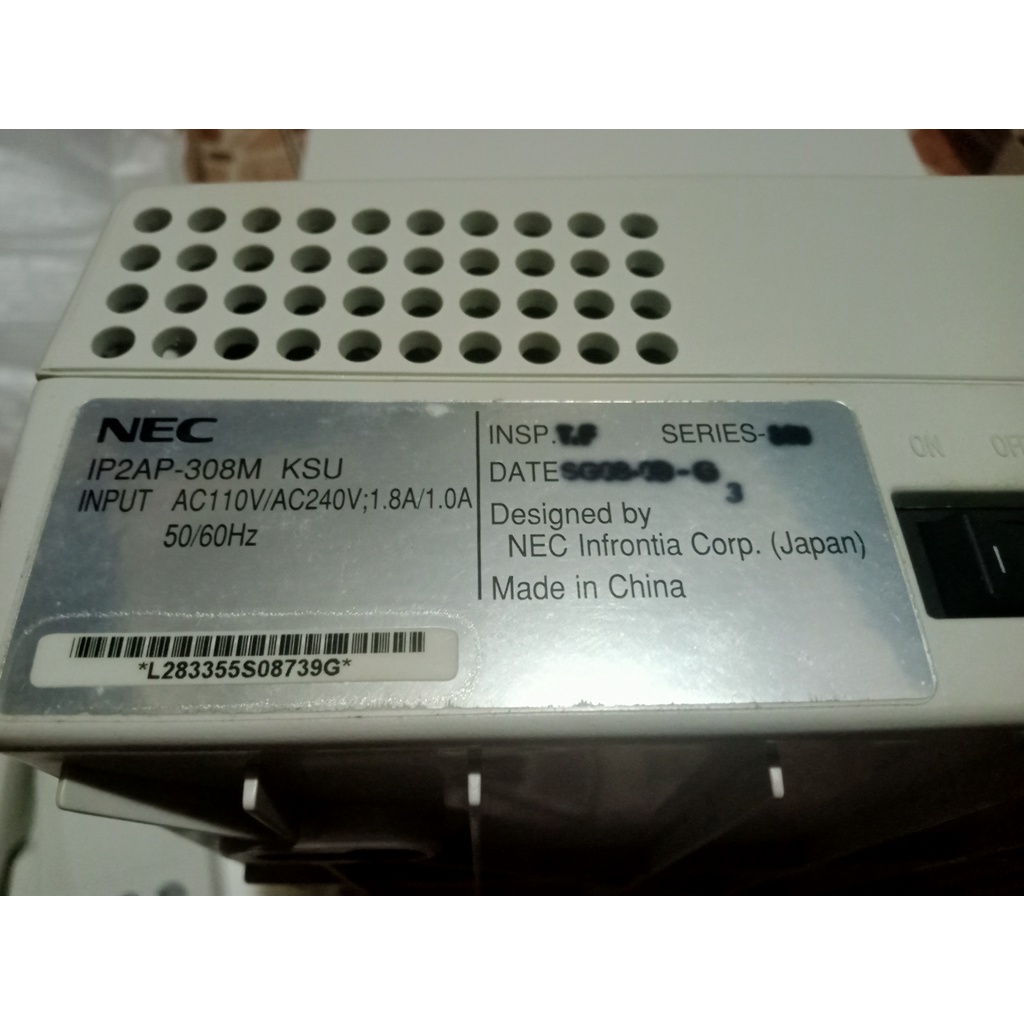 NEC
IP2AP-308M KSU
INPUT AC110V/AC240V;1.8A/1.0A
50/60Hz
*L283355S08739G*
INSP.
SERIES-
DATE
3
Designed by
NEC Infrontia Corp. (Japan)
Made in China
ON